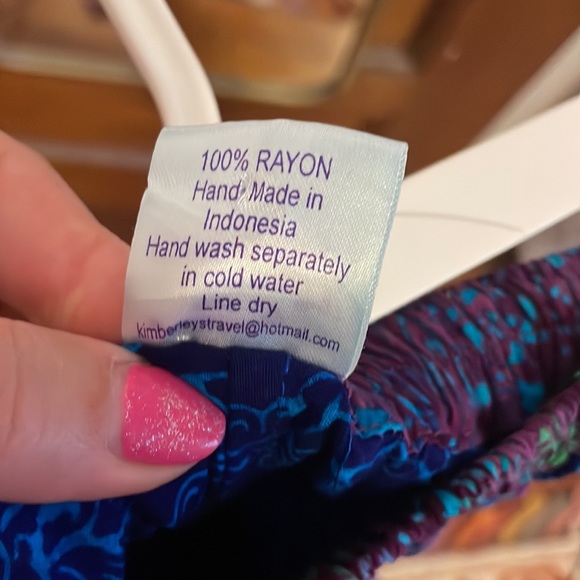 100% RAYON
Hand Made in
Indonesia
Hand wash separately
in cold water
Line dry
kimberleystravel@hotmail.com